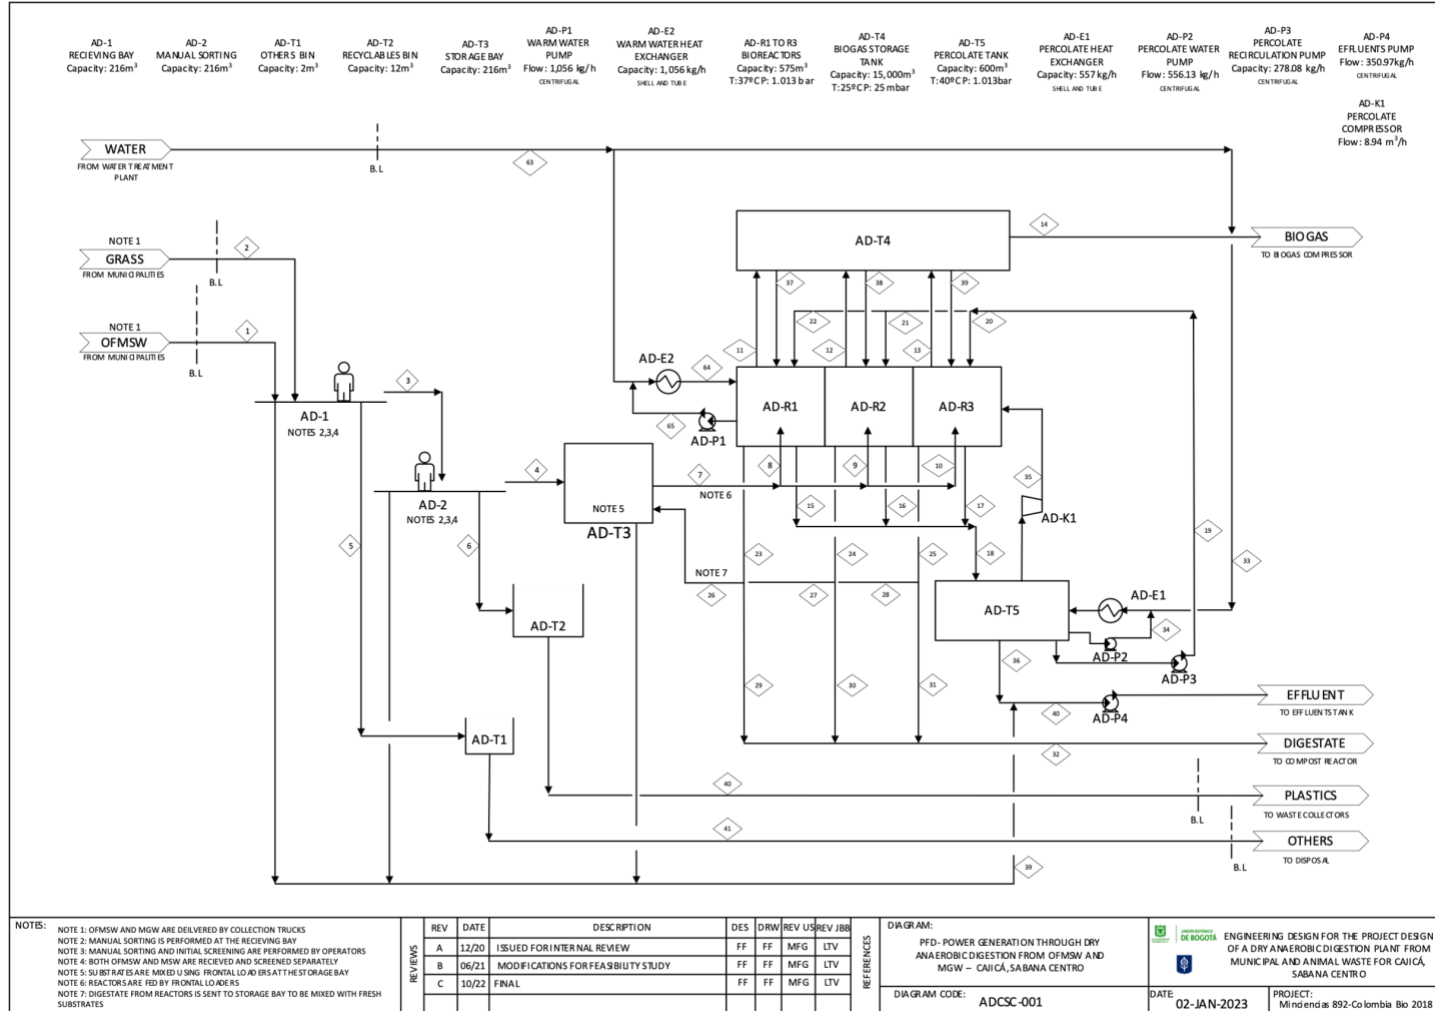 AD-1
RECIEVING BAY
Capacity: 216m³
AD-2
MANUAL SORTING
Capacity: 216m³
AD-T1
OTHERS BIN
Capacity: 2m³
AD-T2
RECYCLABLES BIN
Capacity: 12m³
AD-T3
STORAGE BAY
Capacity: 216m³
AD-P1
WARM WATER
PUMP
Flow: 1,056 kg/h
CENTRIFUGAL
AD-E2
WARM WATER HEAT
EXCHANGER
Capacity: 1,056 kg/h
SHELL AND TUBE
AD-R1 TO R3
BIOREACTORS
Capacity: 575m³
T:37ºC P: 1.013 bar
AD-T4
BIOGAS STORAGE
TANK
Capacity: 15,000m³
T:25ºC P: 25 mbar
AD-T5
PERCOLATE TANK
Capacity: 600m³
T:40ºC P: 1.013bar
AD-E1
PERCOLATE HEAT
EXCHANGER
Capacity: 557 kg/h
SHELL AND TUBE
AD-P2
PERCOLATE WATER
PUMP
Flow: 556.13 kg/h
CENTRIFUGAL
AD-P3
PERCOLATE
RECIRCULATION PUMP
Capacity: 278.08 kg/h
CENTRIFUGAL
AD-P4
EFFLUENTS PUMP
Flow: 350.97kg/h
CENTRIFUGAL
AD-K1
PERCOLATE
COMPRESSOR
Flow: 8.94 m³/h
WATER
FROM WATER TREATMENT
PLANT
B.L
63
NOTE 1
GRASS
FROM MUNICIPALITIES
2
B.L
NOTE 1
OFMSW
FROM MUNICIPALITIES
1
B.L
AD-T4
14
BIOGAS
TO BIOGAS COMPRESSOR
37
38
39
22
21
20
11
12
13
AD-E2
64
65
AD-P1
AD-R1
AD-R2
AD-R3
3
AD-1
NOTES 2,3,4
4
AD-2
NOTES 2,3,4
NOTE 5
AD-T3
7
NOTE 6
8
9
10
15
16
17
35
AD-K1
5
6
23
24
25
18
19
33
NOTE 7
26
27
28
AD-T2
AD-T5
AD-E1
34
AD-P2
AD-P3
36
29
30
31
40
AD-P4
EFFLUENT
TO EFFLUENTS TANK
AD-T1
32
DIGESTATE
TO COMPOST REACTOR
40
PLASTICS
TO WASTE COLLECTORS
B.L
41
OTHERS
TO DISPOSAL
B.L
39
NOTES:
NOTE 1: OFMSW AND MGW ARE DEILVERED BY COLLECTION TRUCKS
NOTE 2: MANUAL SORTING IS PERFORMED AT THE RECIEVING BAY
NOTE 3: MANUAL SORTING AND INITIAL SCREENING ARE PERFORMED BY OPERATORS
NOTE 4: BOTH OFMSW AND MSW ARE RECIEVED AND SCREENED SEPARATELY
NOTE 5: SUBSTRATES ARE MIXED USING FRONTAL LOADERS AT THE STORAGE BAY
NOTE 6: REACTORS ARE FED BY FRONTAL LOADERS
NOTE 7: DIGESTATE FROM REACTORS IS SENT TO STORAGE BAY TO BE MIXED WITH FRESH
SUBSTRATES
REVIEWS
REV DATE DESCRIPTION DES DRW REV US REV JBB
A 12/20 ISSUED FOR INTERNAL REVIEW FF FF MFG LTV
B 06/21 MODIFICATIONS FOR FEASIBILITY STUDY FF FF MFG LTV
C 10/22 FINAL FF FF MFG LTV
REFERENCES
DIAGRAM:
PFD- POWER GENERATION THROUGH DRY
ANAEROBIC DIGESTION FROM OFMSW AND
MGW – CAJICÁ, SABANA CENTRO
DIAGRAM CODE:
ADCSC-001
DE BOGOTÁ
ENGINEERING DESIGN FOR THE PROJECT DESIGN
OF A DRY ANAEROBIC DIGESTION PLANT FROM
MUNICIPAL AND ANIMAL WASTE FOR CAJICÁ,
SABANA CENTRO
DATE:
02-JAN-2023
PROJECT:
Minciencias 892-Colombia Bio 2018